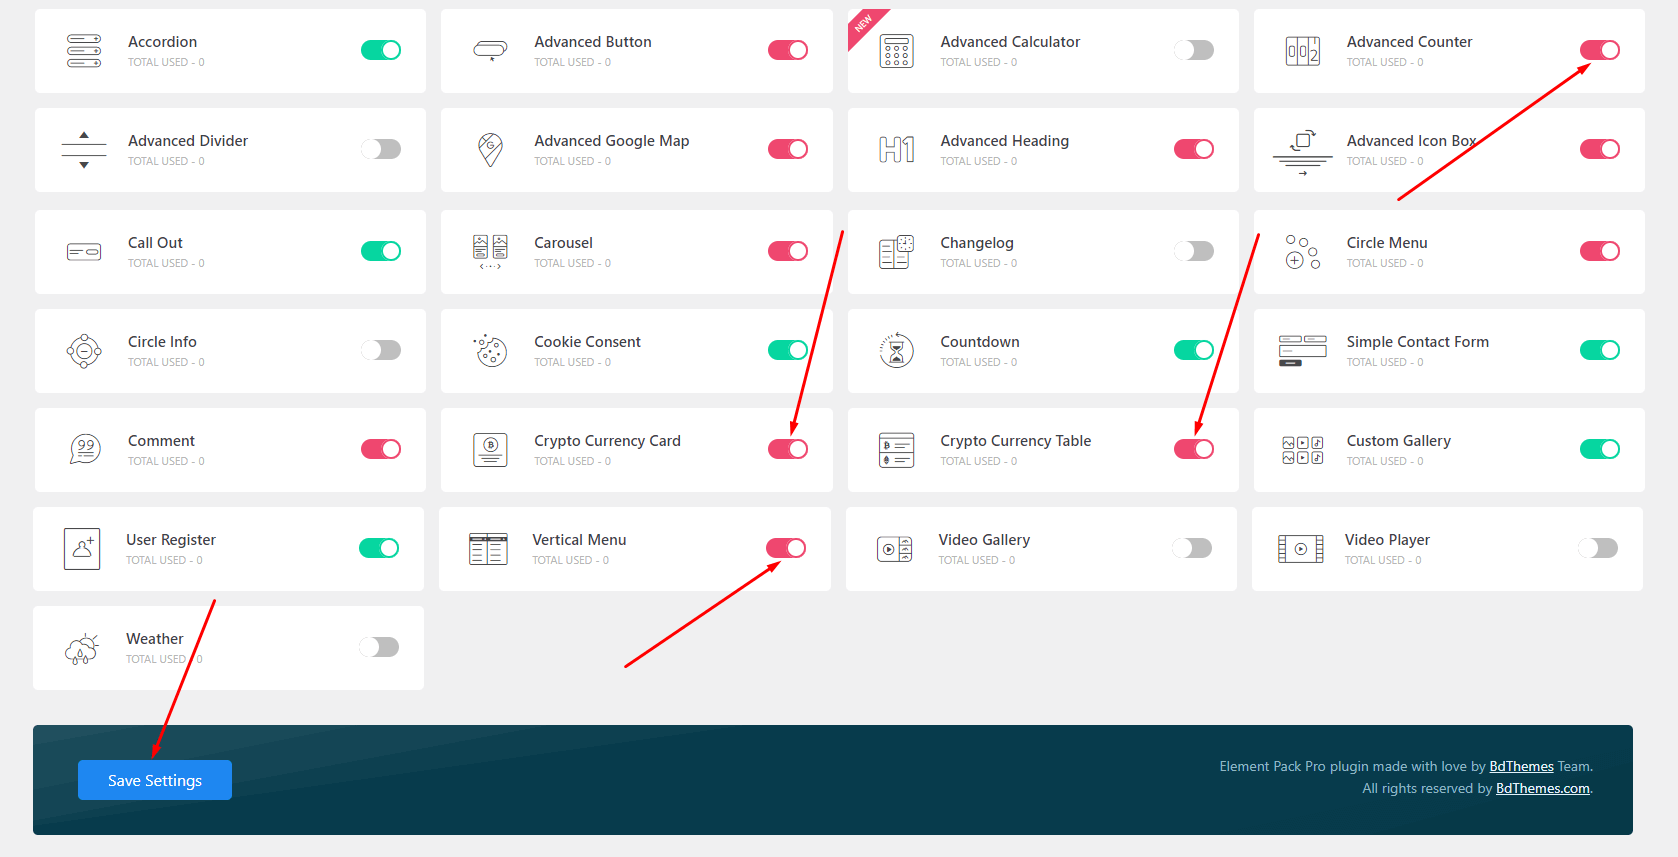 Accordion
TOTAL USED - 0
Advanced Button
TOTAL USED - 0
NEW
Advanced Calculator
TOTAL USED - 0
Advanced Counter
TOTAL USED - 0
Advanced Divider
TOTAL USED - 0
Advanced Google Map
TOTAL USED - 0
H1
Advanced Heading
TOTAL USED - 0
Advanced Icon Box
TOTAL USED - 0
Call Out
TOTAL USED - 0
Carousel
TOTAL USED - 0
Changelog
TOTAL USED - 0
Circle Menu
TOTAL USED - 0
Circle Info
TOTAL USED - 0
Cookie Consent
TOTAL USED - 0
Countdown
TOTAL USED - 0
Simple Contact Form
TOTAL USED - 0
Comment
TOTAL USED - 0
Crypto Currency Card
TOTAL USED - 0
Crypto Currency Table
TOTAL USED - 0
Custom Gallery
TOTAL USED - 0
User Register
TOTAL USED - 0
Vertical Menu
TOTAL USED - 0
Video Gallery
TOTAL USED - 0
Video Player
TOTAL USED - 0
Weather
TOTAL USED - 0
Save Settings
Element Pack Pro plugin made with love by BdThemes Team.
All rights reserved by BdThemes.com.